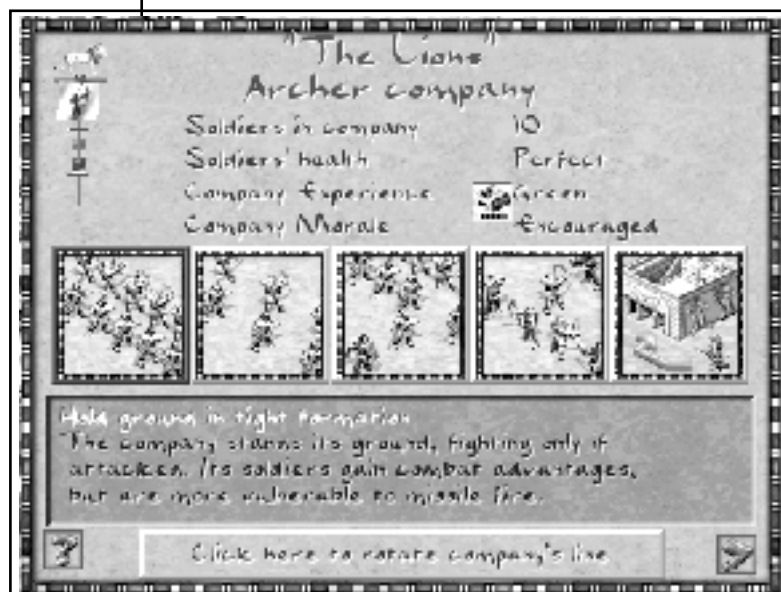 "The Lions"
Archer company
Soldiers in company 10
Soldiers' health Perfect
Company Experience Green
Company Morale Encouraged
Hold ground in tight formation
The company stands its ground, fighting only if
attacked. Its soldiers gain combat advantages,
but are more vulnerable to missile fire.
Click here to rotate company's line